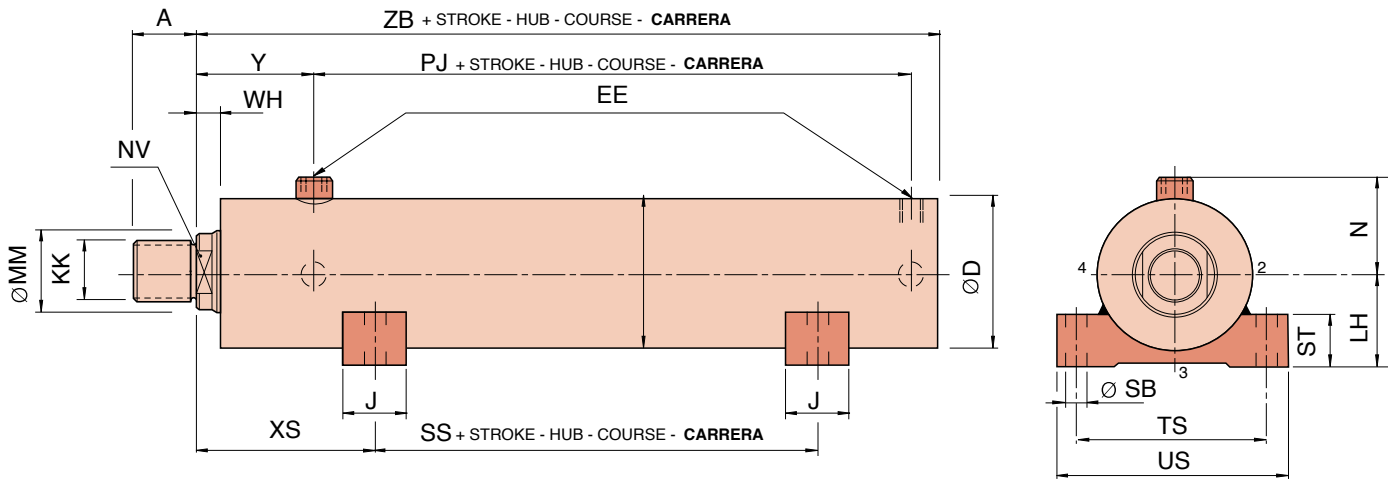 A
ZB + STROKE - HUB - COURSE - CARRERA
Y
PJ + STROKE - HUB - COURSE - CARRERA
WH
EE
NV
ØMM
KK
ØD
J
J
XS
SS + STROKE - HUB - COURSE - CARRERA
N
4
2
ST
LH
3
Ø SB
TS
US